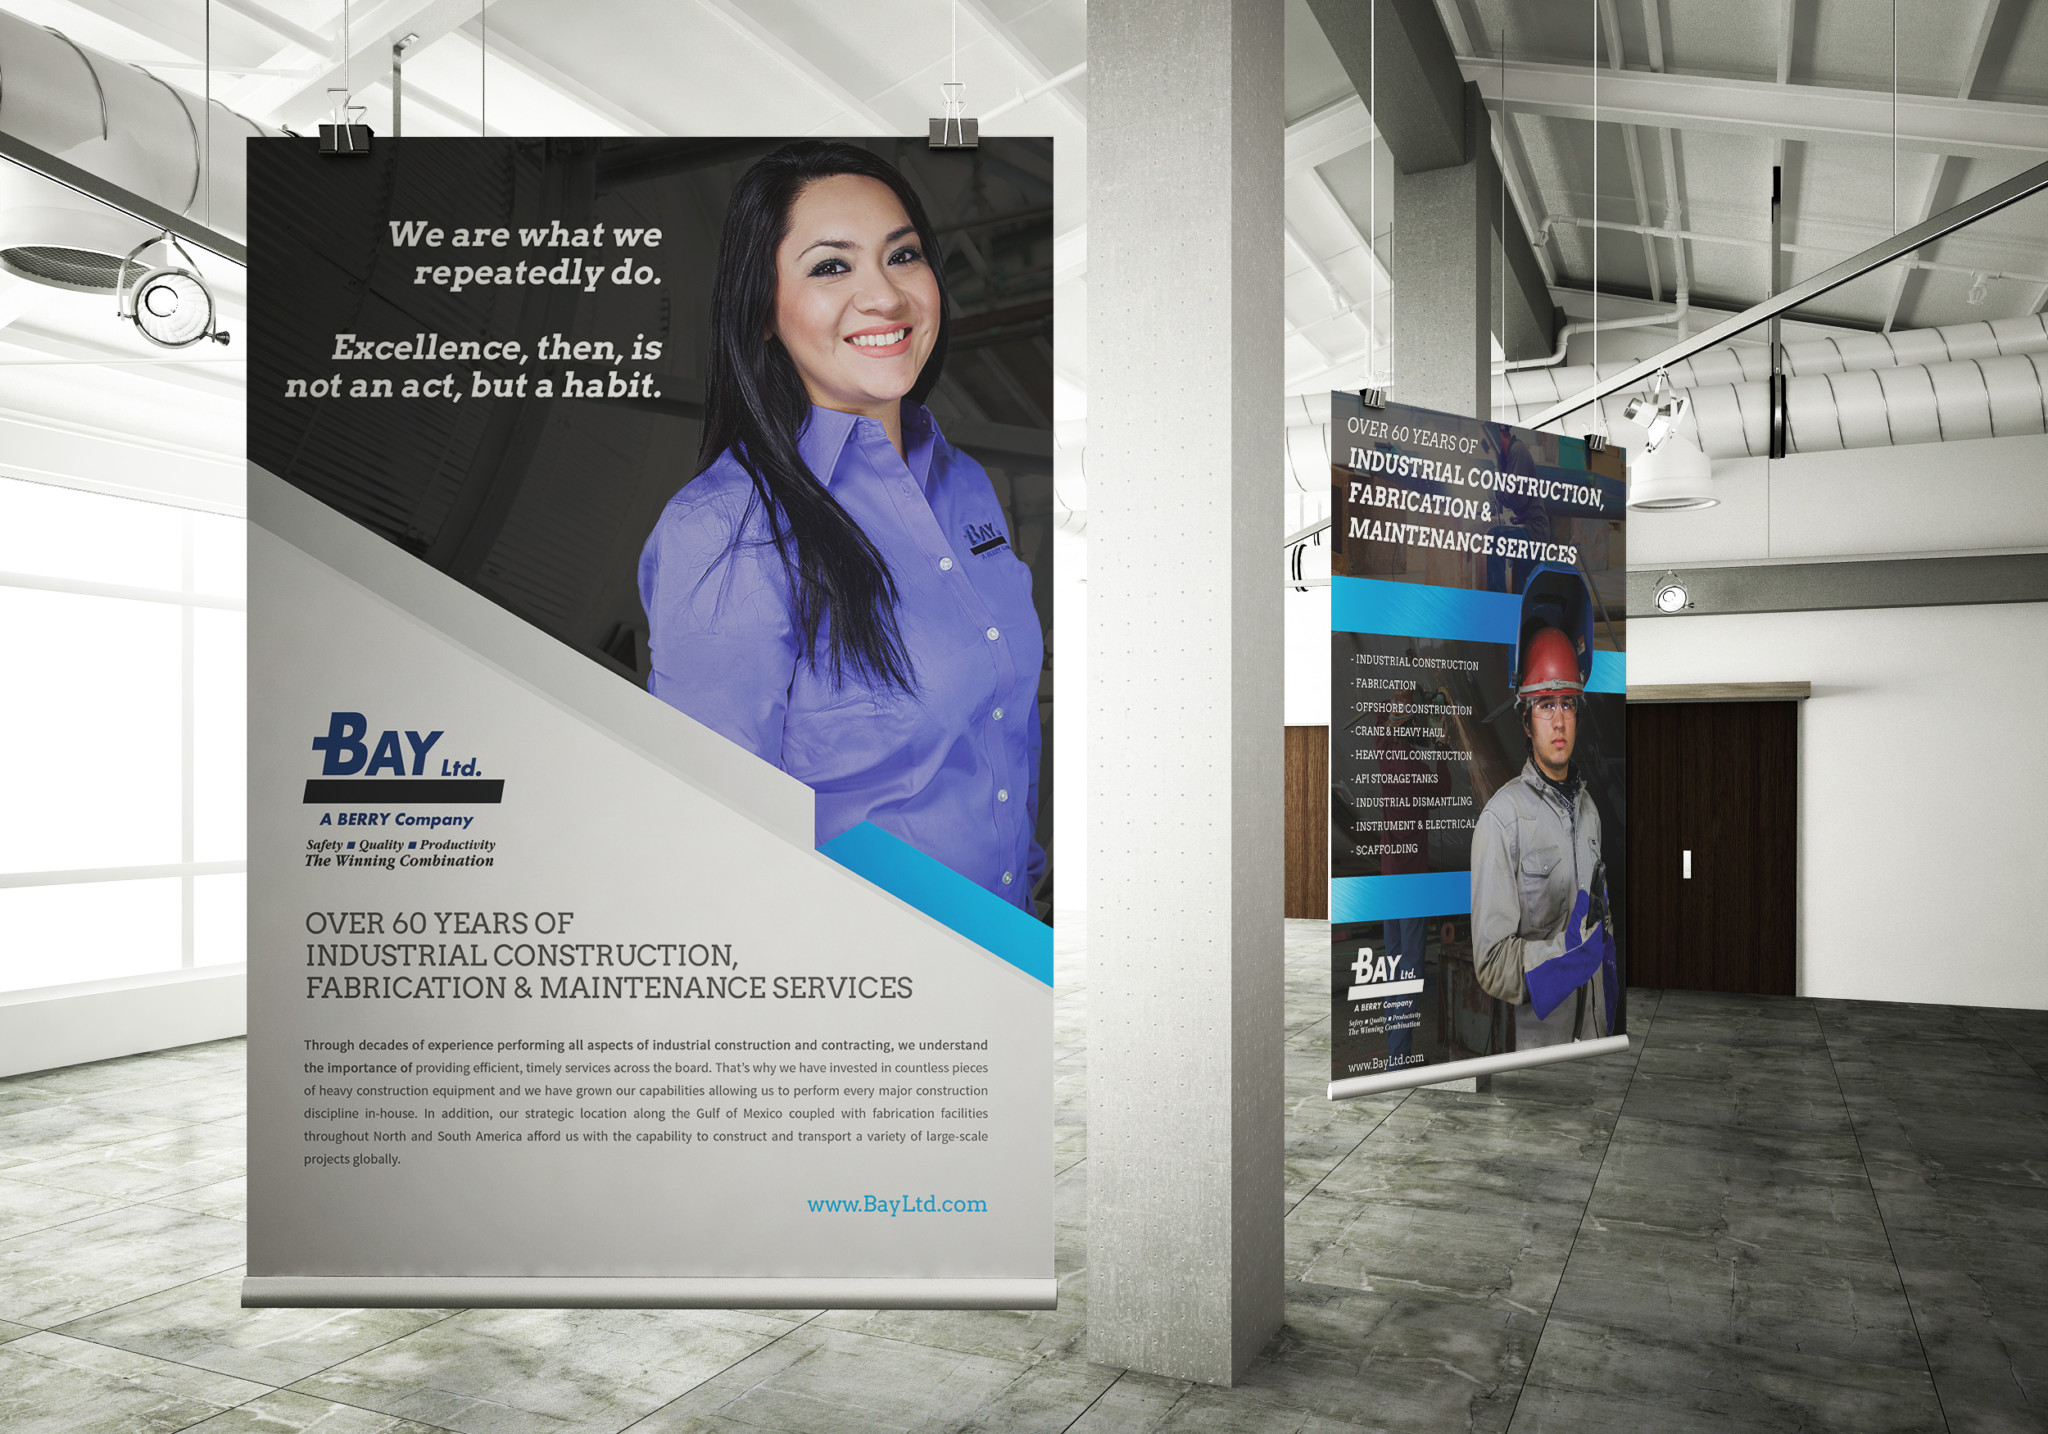 We are what we
repeatedly do.
Excellence, then, is
not an act, but a habit.
BAY
BAY Ltd.
A BERRY Company
Safety ■ Quality ■ Productivity
The Winning Combination
OVER 60 YEARS OF
INDUSTRIAL CONSTRUCTION,
FABRICATION & MAINTENANCE SERVICES
Through decades of experience performing all aspects of industrial construction and contracting, we understand
the importance of providing efficient, timely services across the board. That's why we have invested in countless pieces
of heavy construction equipment and we have grown our capabilities allowing us to perform every major construction
discipline in-house. In addition, our strategic location along the Gulf of Mexico coupled with fabrication facilities
throughout North and South America afford us with the capability to construct and transport a variety of large-scale
projects globally.
www.BayLtd.com
OVER 60 YEARS OF
INDUSTRIAL CONSTRUCTION,
FABRICATION &
MAINTENANCE SERVICES
- INDUSTRIAL CONSTRUCTION
- FABRICATION
- OFFSHORE CONSTRUCTION
- CRANE & HEAVY HAUL
- HEAVY CIVIL CONSTRUCTION
- API STORAGE TANKS
- INDUSTRIAL DISMANTLING
- INSTRUMENT & ELECTRICAL
- SCAFFOLDING
BAY Ltd.
A BERRY Company
Safety ■ Quality ■ Productivity
The Winning Combination
www.BayLtd.com